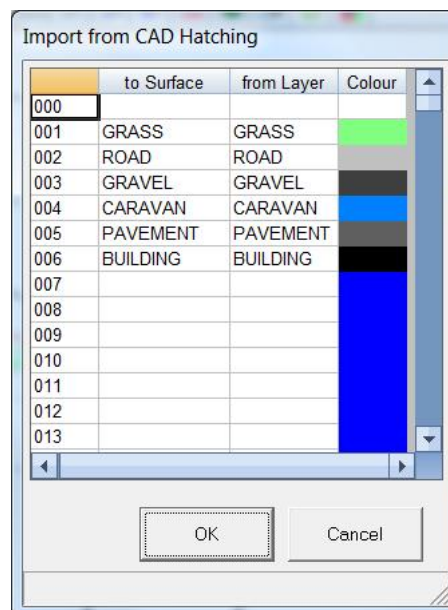 Import from CAD Hatching
to Surface from Layer Colour
000
001 GRASS GRASS
002 ROAD ROAD
003 GRAVEL GRAVEL
004 CARAVAN CARAVAN
005 PAVEMENT PAVEMENT
006 BUILDING BUILDING
007
008
009
010
011
012
013
OK Cancel